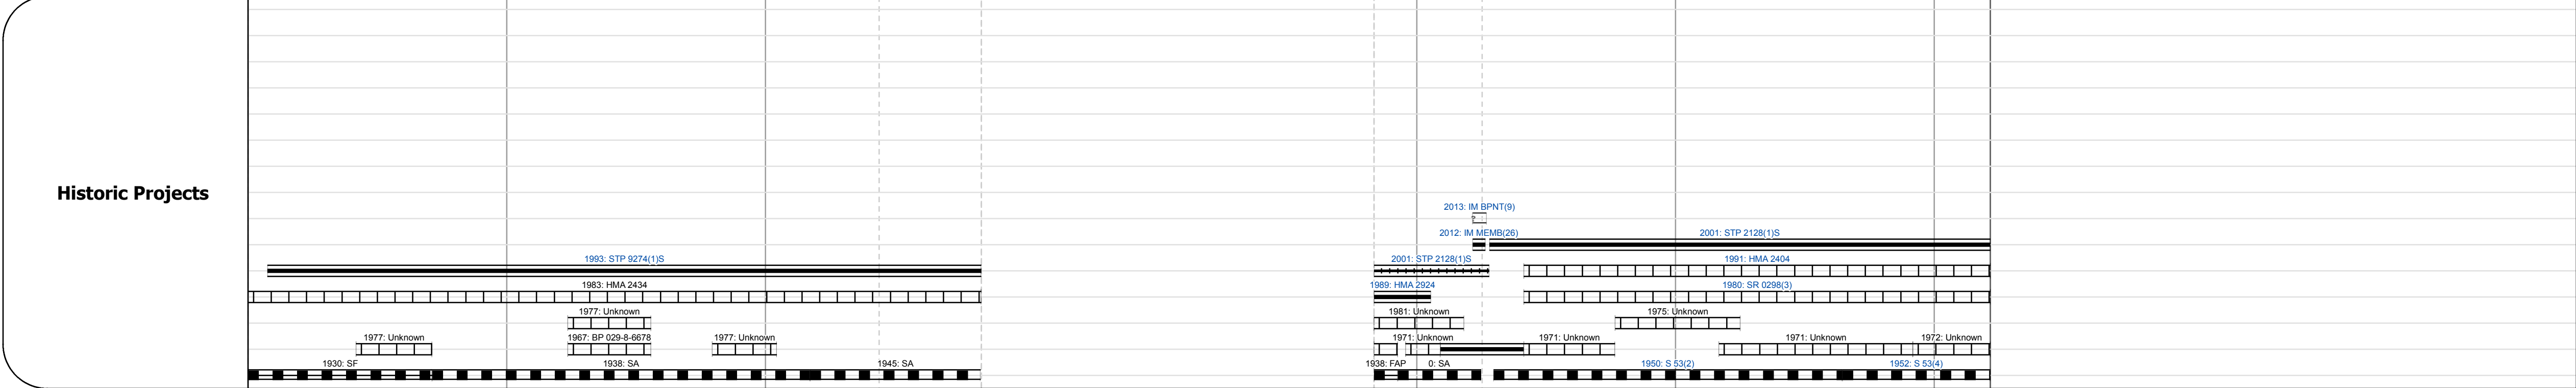 Historic Projects
2013: IM BPNT(9)
2012: IM MEMB(26)
2001: STP 2128(1)S
1993: STP 9274(1)S
2001: STP 2128(1)S
1991: HMA 2404
1983: HMA 2434
1989: HMA 2924
1980: SR 0298(3)
1977: Unknown
1981: Unknown
1975: Unknown
1977: Unknown
1967: BP 029-8-6678
1977: Unknown
1971: Unknown
1971: Unknown
1971: Unknown
1972: Unknown
1930: SF
1938: SA
1945: SA
1938: FAP
0: SA
1950: S 53(2)
1952: S 53(4)